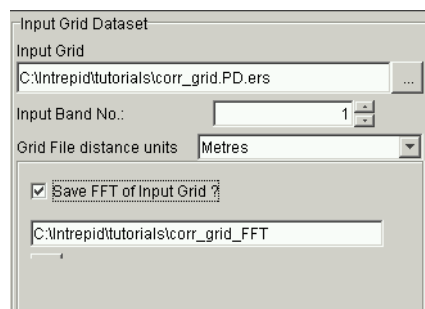 Input Grid Dataset
Input Grid
C:\Intrepid\tutorials\corr_grid.PD.ers ...
Input Band No.: 1
Grid File distance units Metres
Save FFT of Input Grid ?
C:\Intrepid\tutorials\corr_grid_FFT